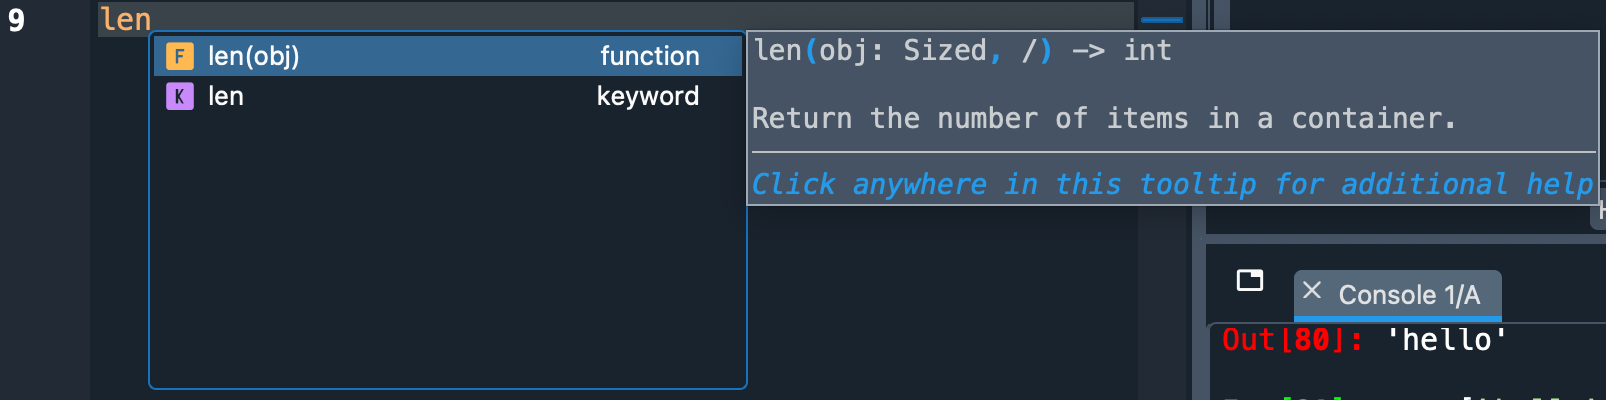 9 len
F len(obj) function
K len keyword
len(obj: Sized, /) -> int
Return the number of items in a container.
Click anywhere in this tooltip for additional help
Console 1/A
Out[80]: 'hello'